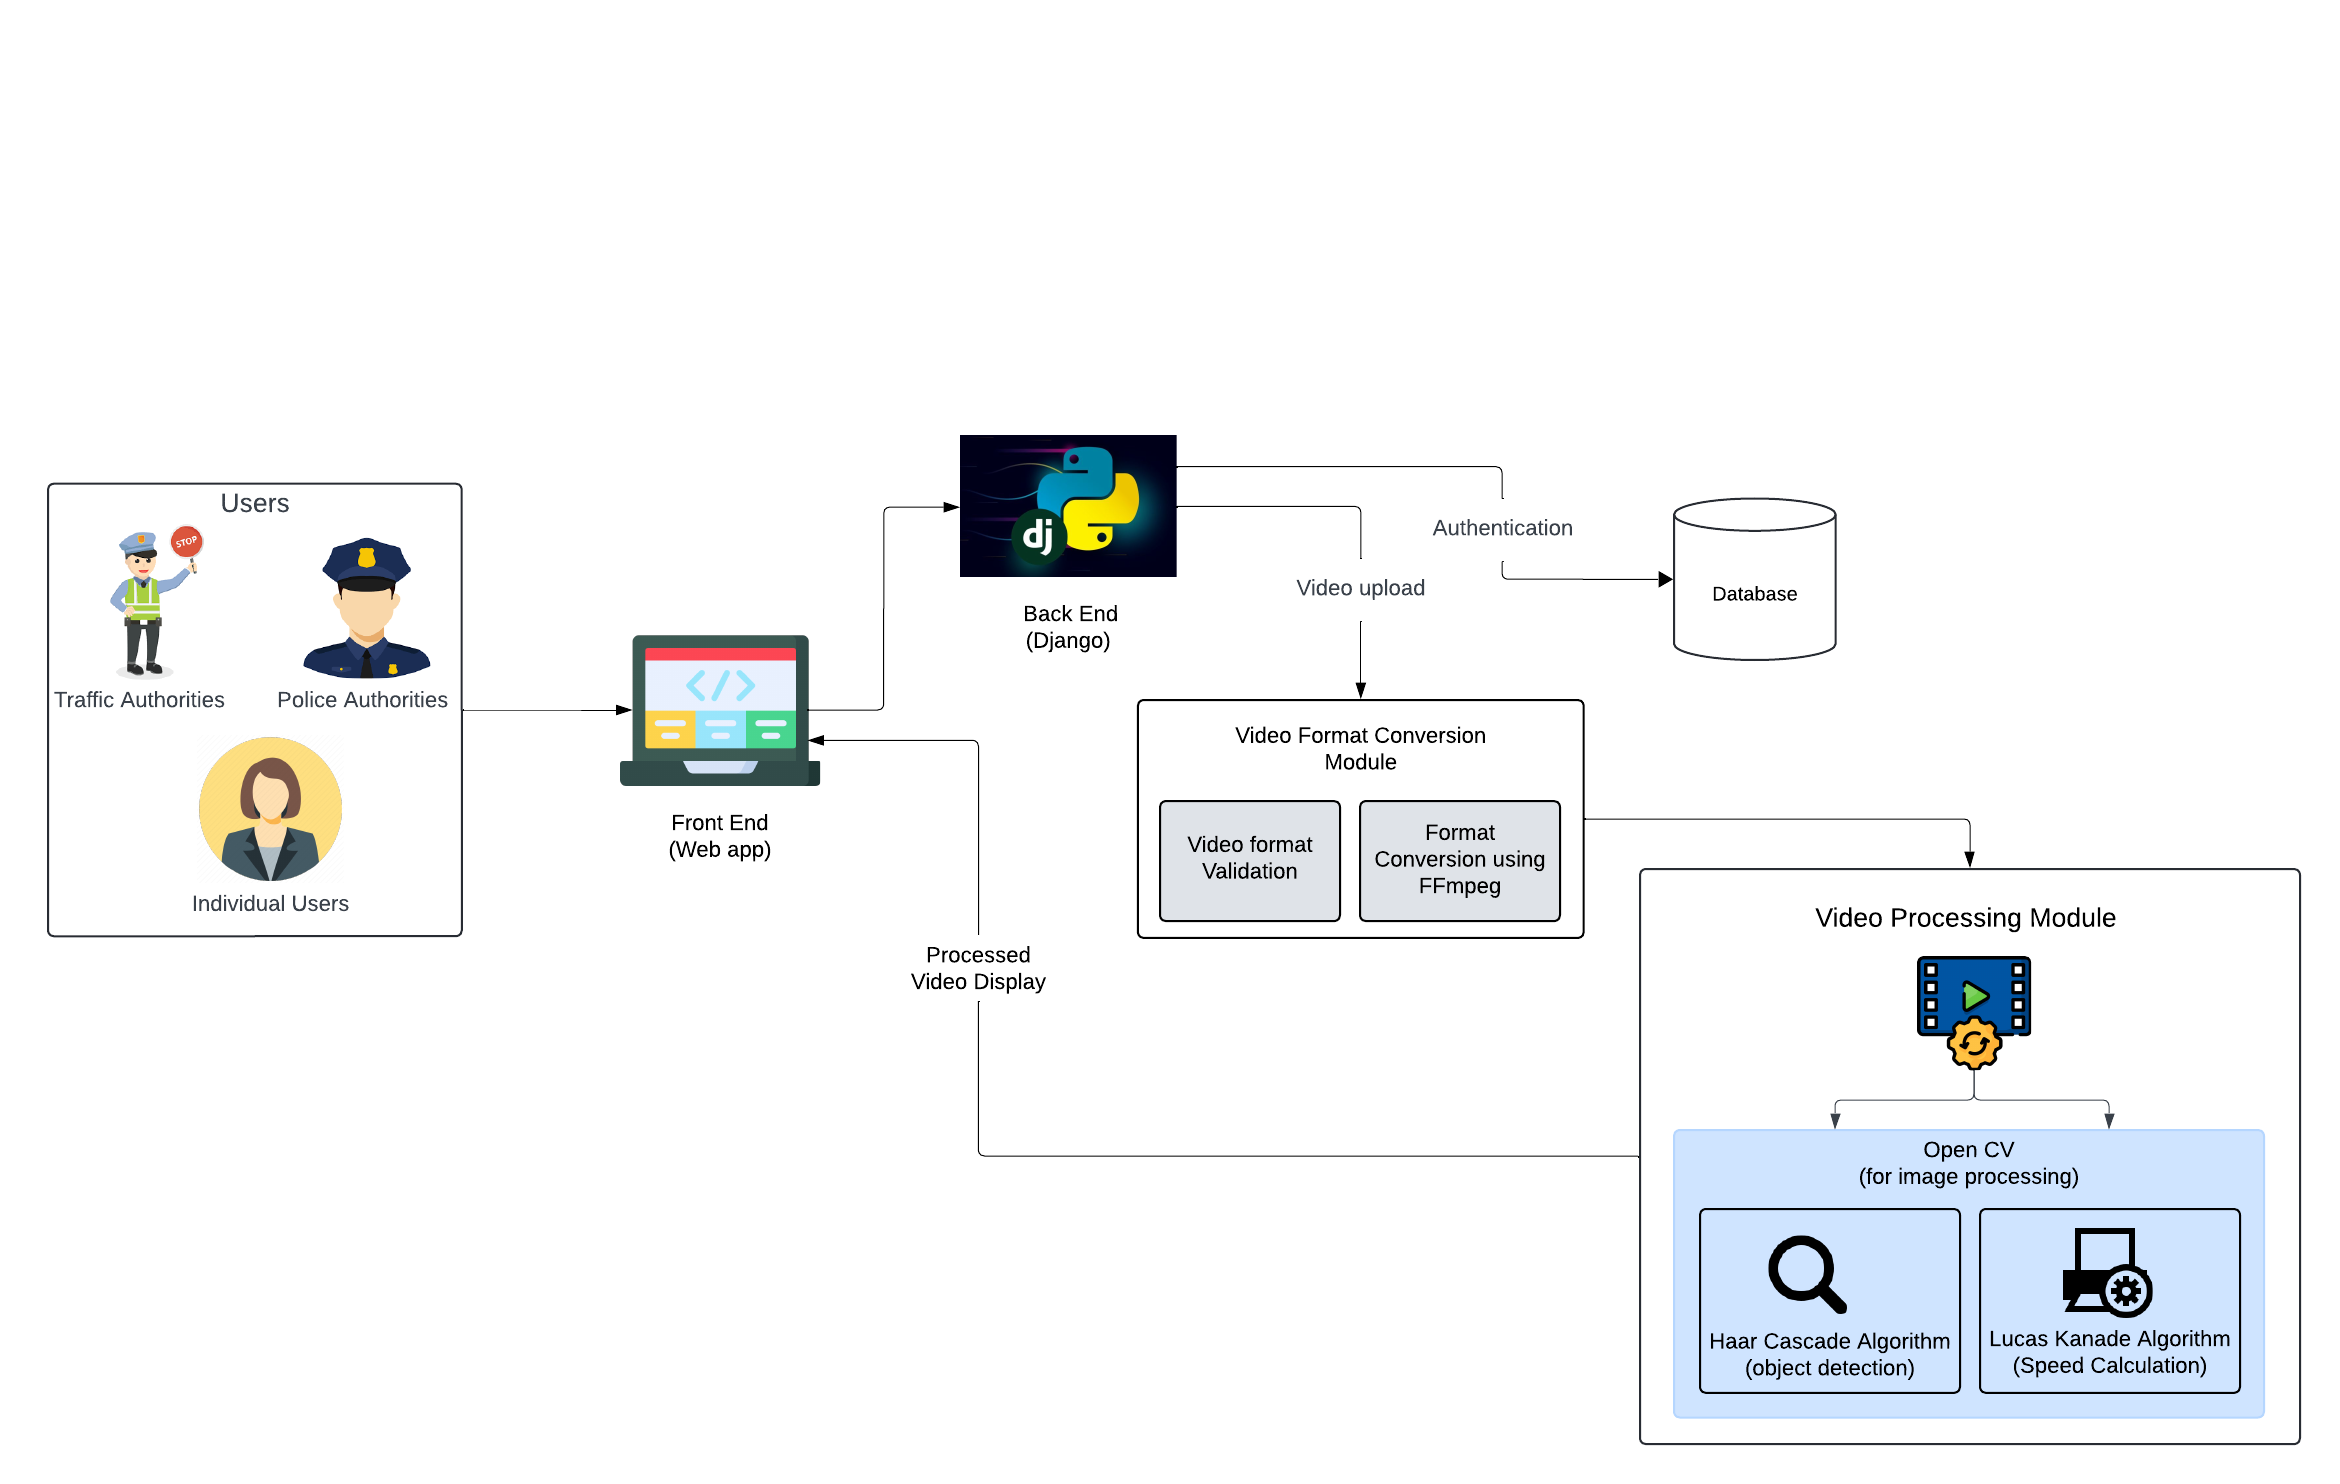 Users
STOP
Traffic Authorities
Police Authorities
Individual Users
Front End
(Web app)
dj
Back End
(Django)
Authentication
Video upload
Database
Video Format Conversion
Module
Video format
Validation
Format
Conversion using
FFmpeg
Processed
Video Display
Video Processing Module
Open CV
(for image processing)
Haar Cascade Algorithm
(object detection)
Lucas Kanade Algorithm
(Speed Calculation)